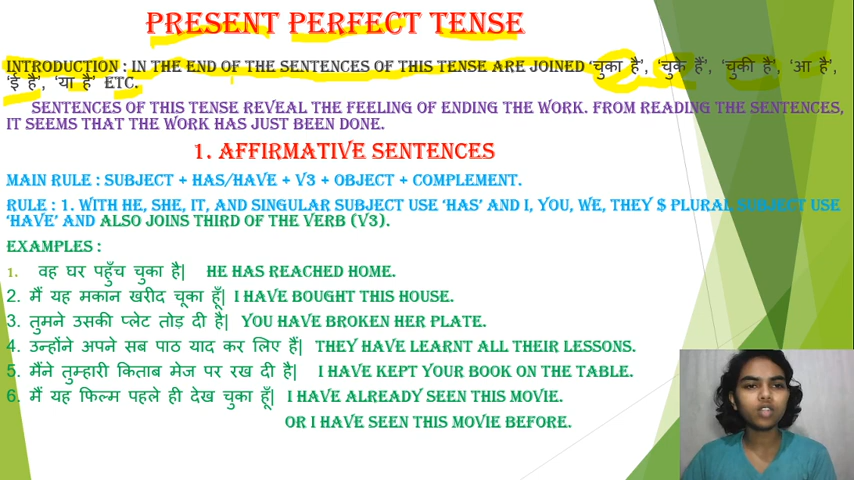 PRESENT PERFECT TENSE
INTRODUCTION : IN THE END OF THE SENTENCES OF THIS TENSE ARE JOINED 'चुका है', 'चुके हैं', 'चुकी है', 'आ है',
'ई है', 'या है' ETC.
SENTENCES OF THIS TENSE REVEAL THE FEELING OF ENDING THE WORK. FROM READING THE SENTENCES,
IT SEEMS THAT THE WORK HAS JUST BEEN DONE.
1. AFFIRMATIVE SENTENCES
MAIN RULE : SUBJECT + HAS/HAVE + V3 + OBJECT + COMPLEMENT.
RULE : 1. WITH HE, SHE, IT, AND SINGULAR SUBJECT USE 'HAS' AND I, YOU, WE, THEY $ PLURAL SUBJECT USE
'HAVE' AND ALSO JOINS THIRD OF THE VERB (V3).
EXAMPLES :
1. वह घर पहुँच चुका है| HE HAS REACHED HOME.
2. मैं यह मकान खरीद चूका हूँ| I HAVE BOUGHT THIS HOUSE.
3. तुमने उसकी प्लेट तोड़ दी है| YOU HAVE BROKEN HER PLATE.
4. उन्होंने अपने सब पाठ याद कर लिए हैं| THEY HAVE LEARNT ALL THEIR LESSONS.
5. मैंने तुम्हारी किताब मेज पर रख दी है| I HAVE KEPT YOUR BOOK ON THE TABLE.
6. मैं यह फिल्म पहले ही देख चुका हूँ| I HAVE ALREADY SEEN THIS MOVIE.
OR I HAVE SEEN THIS MOVIE BEFORE.